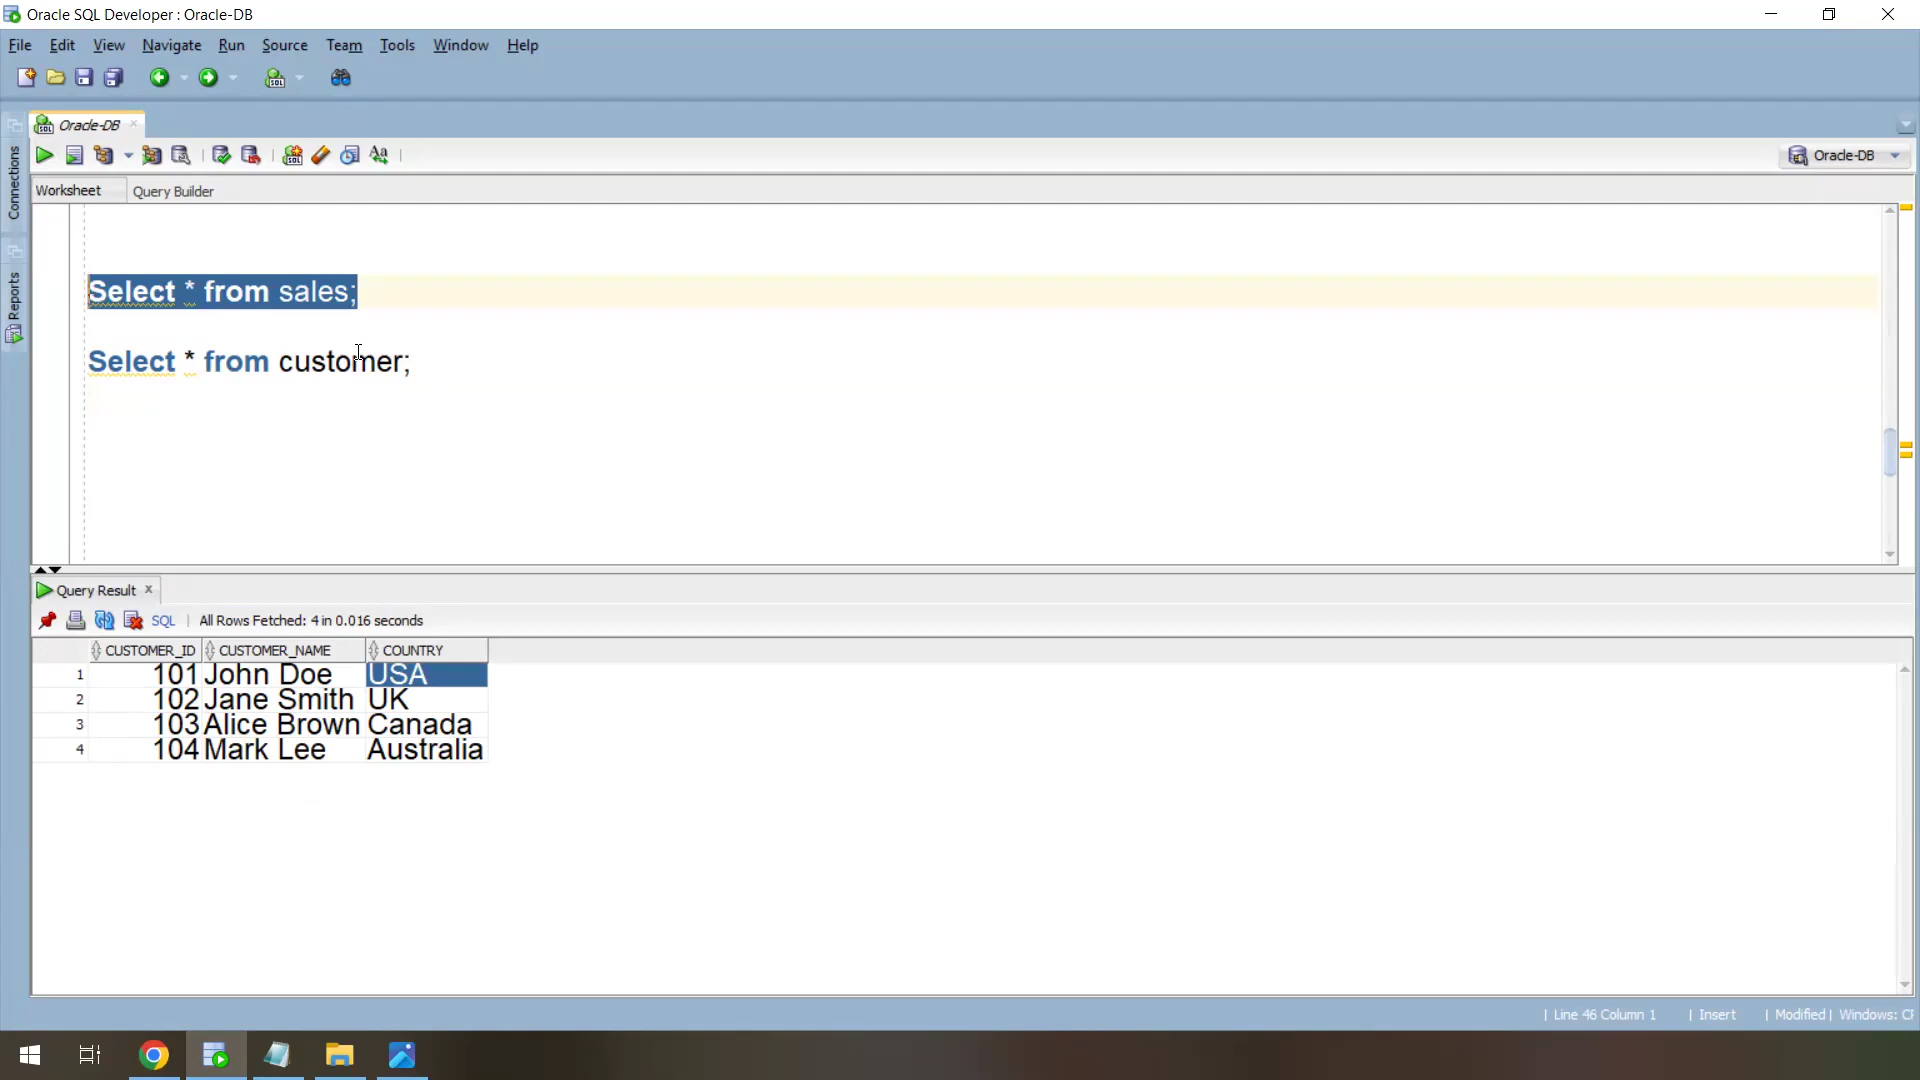 Oracle SQL Developer : Oracle-DB
File Edit View Navigate Run Source Team Tools Window Help
Oracle-DB
Oracle-DB
Worksheet Query Builder
Connections
Reports
Select * from sales;
Select * from customer;
Query Result
SQL | All Rows Fetched: 4 in 0.016 seconds
CUSTOMER_ID CUSTOMER_NAME COUNTRY
1 101 John Doe USA
2 102 Jane Smith UK
3 103 Alice Brown Canada
4 104 Mark Lee Australia
| Line 46 Column 1 | Insert | Modified | Windows: